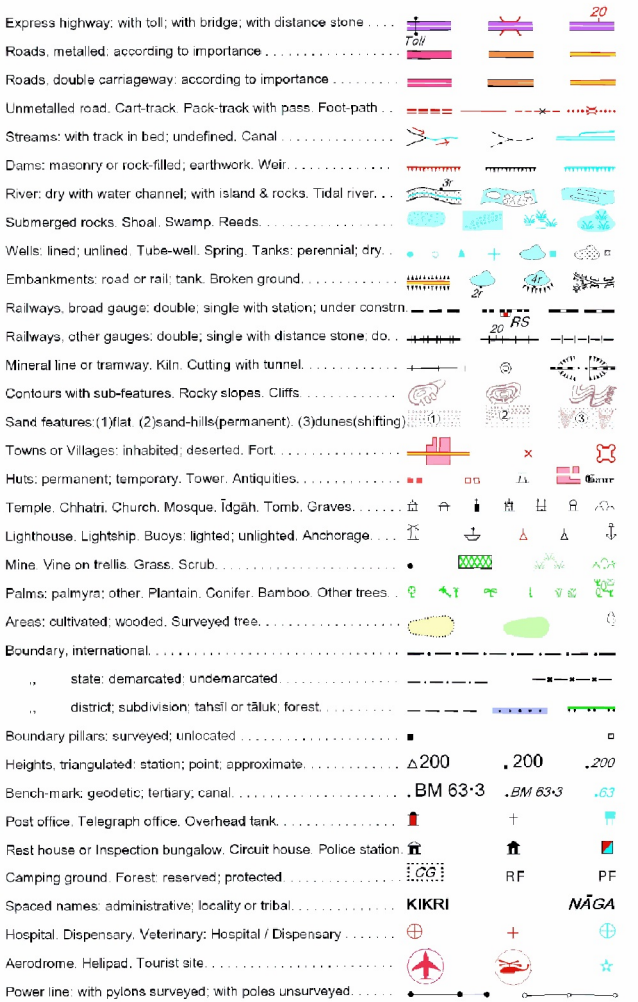 Express highway: with toll; with bridge; with distance stone . . . . 20
Toll
Roads, metalled: according to importance . . . . . . . . . . .
Roads, double carriageway: according to importance . . . . . . . . .
Unmetalled road. Cart-track. Pack-track with pass. Foot-path . . .
Streams: with track in bed; undefined. Canal . . . . . . . . . . . .
Dams: masonry or rock-filled; earthwork. Weir. . . . . . . . . . . . .
River: dry with water channel; with island & rocks. Tidal river. . . . 3r
Submerged rocks. Shoal. Swamp. Reeds. . . . . . . . . . . . . . .
Wells: lined; unlined. Tube-well. Spring. Tanks: perennial; dry. . .
Embankments: road or rail; tank. Broken ground. . . . . . . . . . . 2r 4r
Railways, broad gauge: double; single with station; under constrn. RS
Railways, other gauges: double; single with distance stone; do. . . 20
Mineral line or tramway. Kiln. Cutting with tunnel. . . . . . . . . . .
Contours with sub-features. Rocky slopes. Cliffs. . . . . . . . . . .
Sand features:(1)flat. (2)sand-hills(permanent). (3)dunes(shifting). 1 2 3
Towns or Villages: inhabited; deserted. Fort. . . . . . . . . . . . . .
Huts: permanent; temporary. Tower. Antiquities. . . . . . . . . . . . Gaur
Temple. Chhatri. Church. Mosque. Īdgāh. Tomb. Graves. . . . . .
Lighthouse. Lightship. Buoys: lighted; unlighted. Anchorage. . . .
Mine. Vine on trellis. Grass. Scrub. . . . . . . . . . . . . . . . . .
Palms: palmyra; other. Plantain. Conifer. Bamboo. Other trees. . .
Areas: cultivated; wooded. Surveyed tree. . . . . . . . . . . . . . .
Boundary, international. . . . . . . . . . . . . . . . . . . . . . . . .
,, state: demarcated; undemarcated. . . . . . . . . . . . .
,, district; subdivision; tahsīl or tāluk; forest. . . . . . . .
Boundary pillars: surveyed; unlocated . . . . . . . . . . . . . . . .
Heights, triangulated: station; point; approximate. . . . . . . . . . 200 .200 .200
Bench-mark: geodetic; tertiary; canal. . . . . . . . . . . . . . . . . .BM 63·3 .BM 63·3 .63
Post office. Telegraph office. Overhead tank. . . . . . . . . . . . .
Rest house or Inspection bungalow. Circuit house. Police station.
Camping ground. Forest: reserved; protected. . . . . . . . . . . . . CG RF PF
Spaced names: administrative; locality or tribal. . . . . . . . . . . KIKRI NĀGA
Hospital. Dispensary. Veterinary: Hospital / Dispensary . . . . . . .
Aerodrome. Helipad. Tourist site. . . . . . . . . . . . . . . . . . . .
Power line: with pylons surveyed; with poles unsurveyed. . . . . .